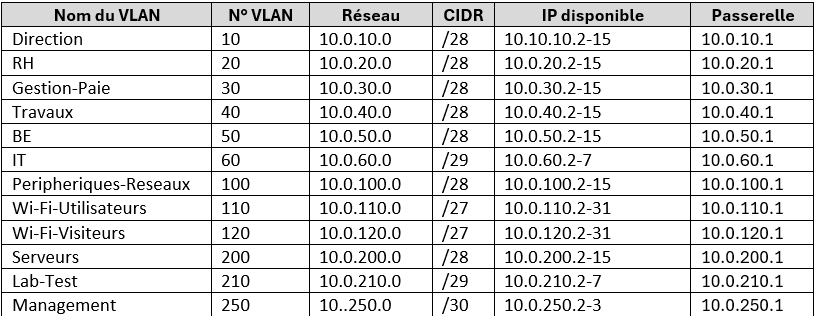 Nom du VLAN N° VLAN Réseau CIDR IP disponible Passerelle
Direction 10 10.0.10.0 /28 10.10.10.2-15 10.0.10.1
RH 20 10.0.20.0 /28 10.0.20.2-15 10.0.20.1
Gestion-Paie 30 10.0.30.0 /28 10.0.30.2-15 10.0.30.1
Travaux 40 10.0.40.0 /28 10.0.40.2-15 10.0.40.1
BE 50 10.0.50.0 /28 10.0.50.2-15 10.0.50.1
IT 60 10.0.60.0 /29 10.0.60.2-7 10.0.60.1
Peripheriques-Reseaux 100 10.0.100.0 /28 10.0.100.2-15 10.0.100.1
Wi-Fi-Utilisateurs 110 10.0.110.0 /27 10.0.110.2-31 10.0.110.1
Wi-Fi-Visiteurs 120 10.0.120.0 /27 10.0.120.2-31 10.0.120.1
Serveurs 200 10.0.200.0 /28 10.0.200.2-15 10.0.200.1
Lab-Test 210 10.0.210.0 /29 10.0.210.2-7 10.0.210.1
Management 250 10..250.0 /30 10.0.250.2-3 10.0.250.1